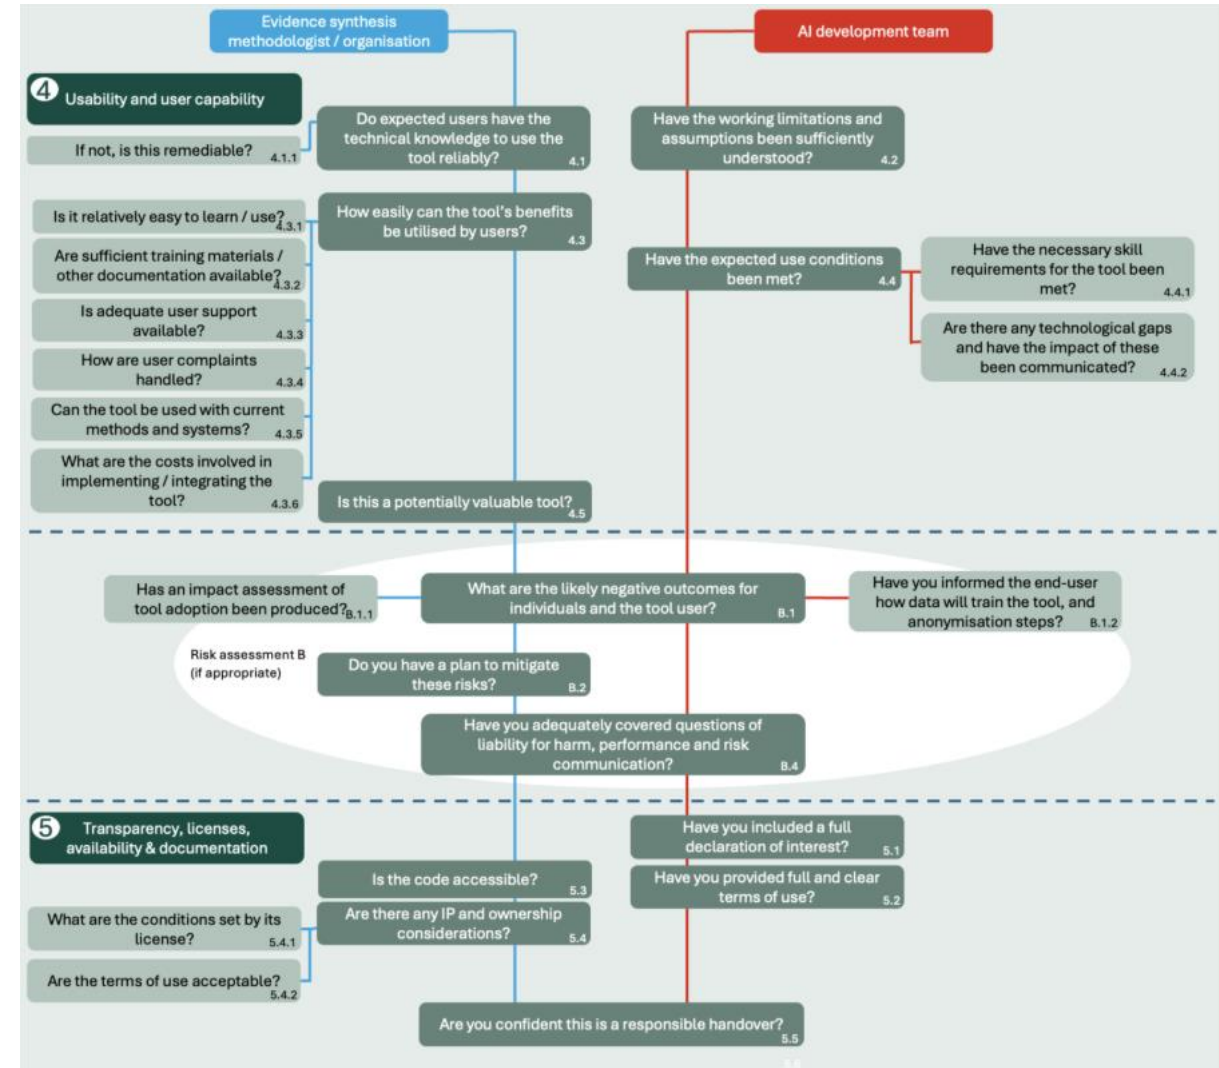 Evidence synthesis
methodologist / organisation
AI development team
4
Usability and user capability
Do expected users have the
technical knowledge to use the
tool reliably?
4.1
If not, is this remediable?
4.1.1
Have the working limitations and
assumptions been sufficiently
understood?
4.2
How easily can the tool's benefits
be utilised by users?
4.3
Is it relatively easy to learn / use?
4.3.1
Are sufficient training materials /
other documentation available?
4.3.2
Is adequate user support
available?
4.3.3
How are user complaints
handled?
4.3.4
Can the tool be used with current
methods and systems?
4.3.5
What are the costs involved in
implementing / integrating the
tool?
4.3.6
Have the expected use conditions
been met?
4.4
Have the necessary skill
requirements for the tool been
met?
4.4.1
Are there any technological gaps
and have the impact of these
been communicated?
4.4.2
Is this a potentially valuable tool?
4.5
Has an impact assessment of
tool adoption been produced?
B.1.1
What are the likely negative outcomes for
individuals and the tool user?
B.1
Have you informed the end-user
how data will train the tool, and
anonymisation steps?
B.1.2
Risk assessment B
(if appropriate)
Do you have a plan to mitigate
these risks?
B.2
Have you adequately covered questions of
liability for harm, performance and risk
communication?
B.4
5
Transparency, licenses,
availability & documentation
Have you included a full
declaration of interest?
5.1
Have you provided full and clear
terms of use?
5.2
Is the code accessible?
5.3
Are there any IP and ownership
considerations?
5.4
What are the conditions set by its
license?
5.4.1
Are the terms of use acceptable?
5.4.2
Are you confident this is a responsible handover?
5.5